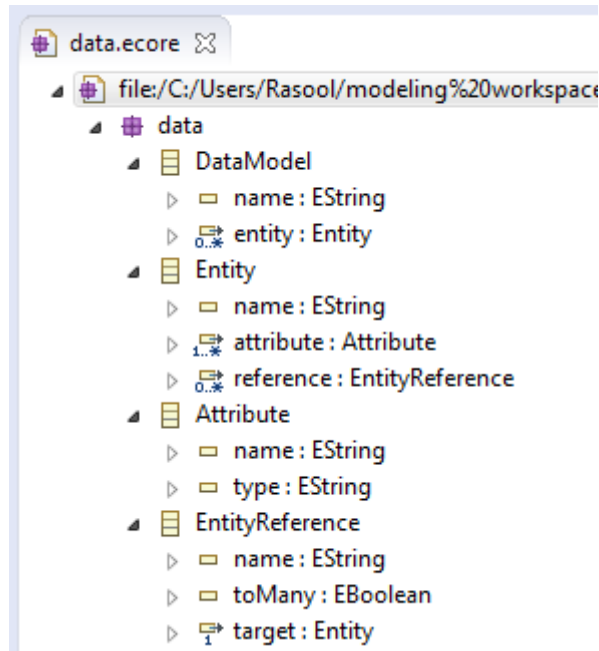 data.ecore
file:/C:/Users/Rasool/modeling%20workspace
data
DataModel
name : EString
0..* entity : Entity
Entity
name : EString
1..* attribute : Attribute
0..* reference : EntityReference
Attribute
name : EString
type : EString
EntityReference
name : EString
toMany : EBoolean
1 target : Entity